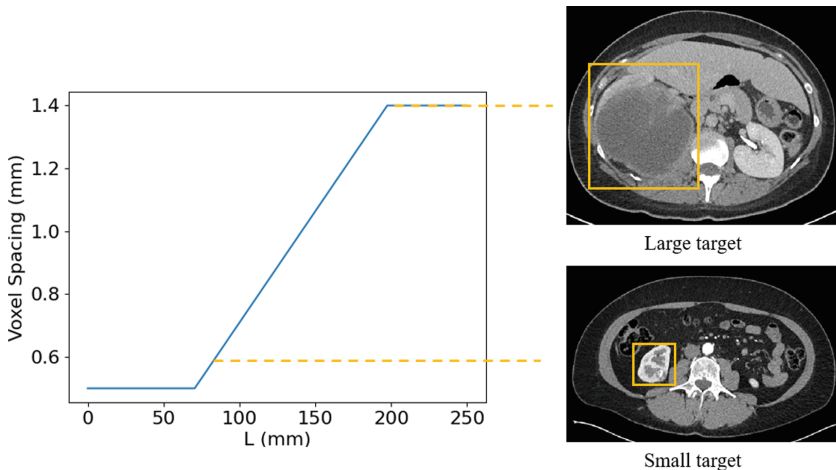 1.4
1.2
1.0
0.8
0.6
Voxel Spacing (mm)
0 50 100 150 200 250
L (mm)
Large target
Small target